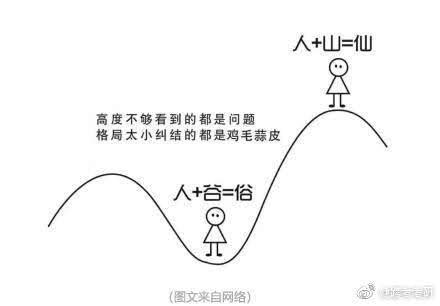 人+山=仙
高度不够看到的都是问题
格局太小纠结的都是鸡毛蒜皮
人+谷=俗
(图文来自网络)